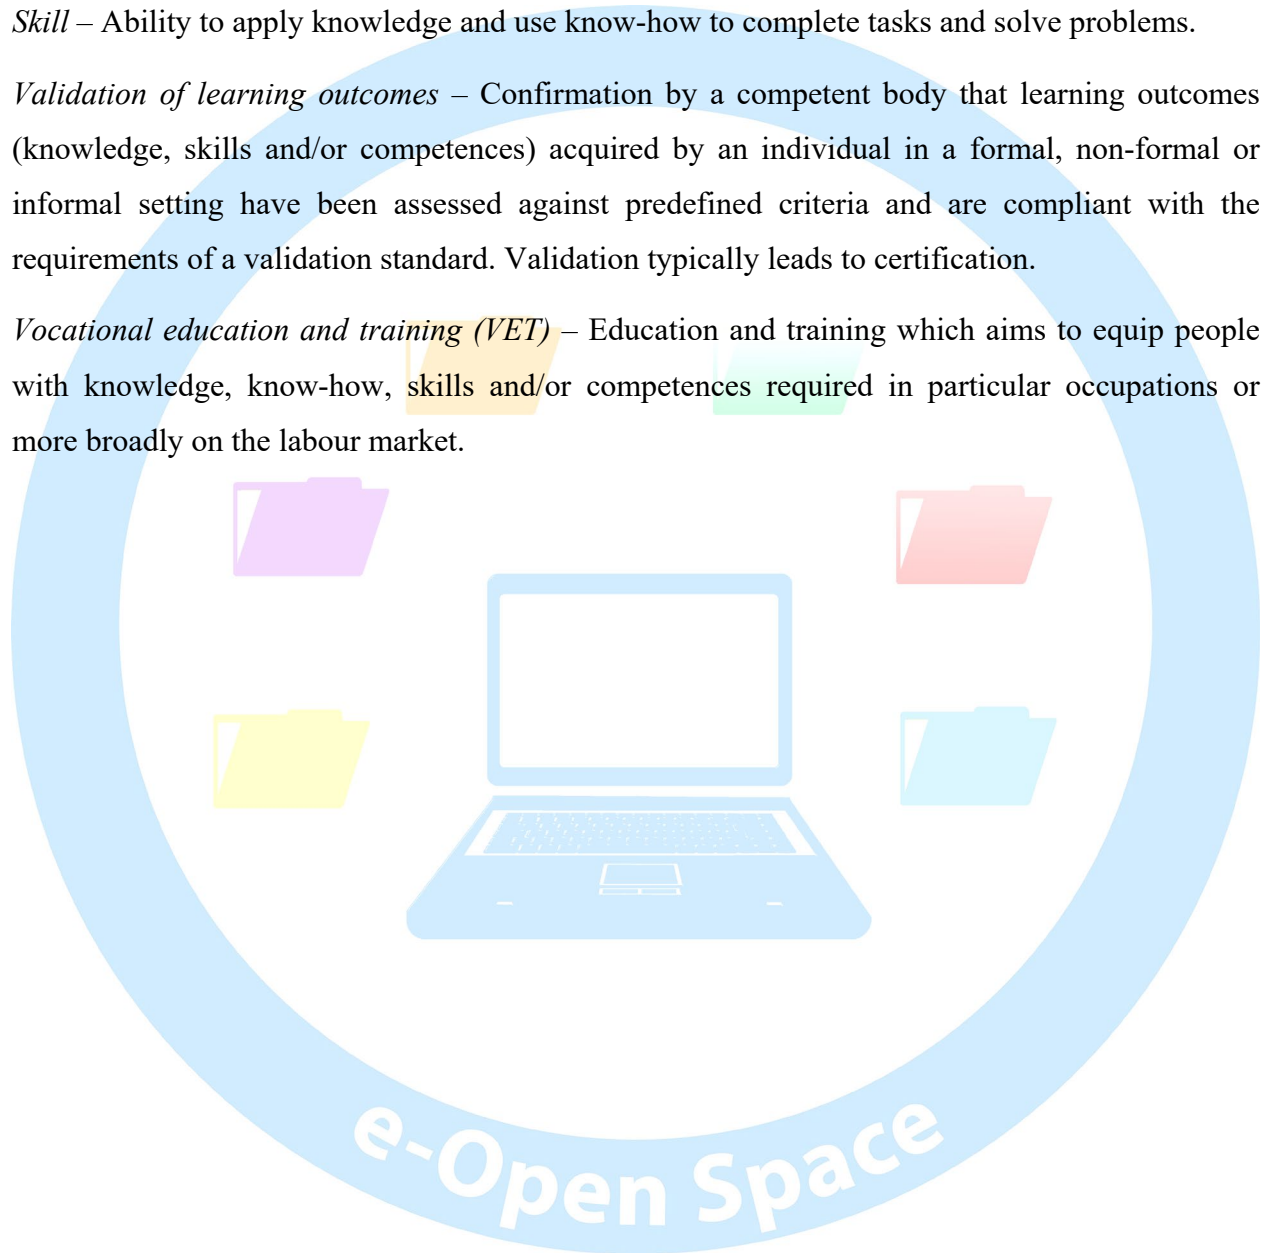 Skill – Ability to apply knowledge and use know-how to complete tasks and solve problems.
Validation of learning outcomes – Confirmation by a competent body that learning outcomes
(knowledge, skills and/or competences) acquired by an individual in a formal, non-formal or
informal setting have been assessed against predefined criteria and are compliant with the
requirements of a validation standard. Validation typically leads to certification.
Vocational education and training (VET) – Education and training which aims to equip people
with knowledge, know-how, skills and/or competences required in particular occupations or
more broadly on the labour market.
e-Open Space